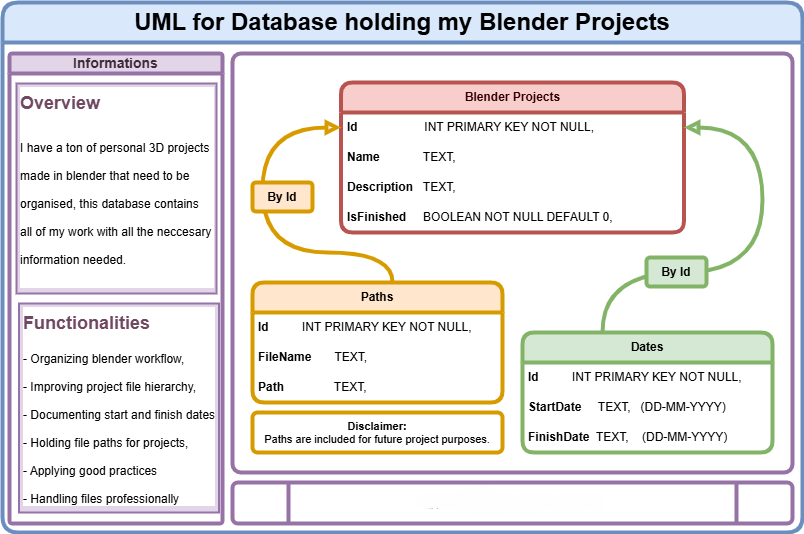 UML for Database holding my Blender Projects
Informations
Overview
I have a ton of personal 3D projects
made in blender that need to be
organised, this database contains
all of my work with all the neccesary
information needed.
Functionalities
- Organizing blender workflow,
- Improving project file hierarchy,
- Documenting start and finish dates
- Holding file paths for projects,
- Applying good practices
- Handling files professionally
Blender Projects
Id INT PRIMARY KEY NOT NULL,
Name TEXT,
Description TEXT,
IsFinished BOOLEAN NOT NULL DEFAULT 0,
By Id
By Id
Paths
Id INT PRIMARY KEY NOT NULL,
FileName TEXT,
Path TEXT,
Disclaimer:
Paths are included for future project purposes.
Dates
Id INT PRIMARY KEY NOT NULL,
StartDate TEXT, (DD-MM-YYYY)
FinishDate TEXT, (DD-MM-YYYY)